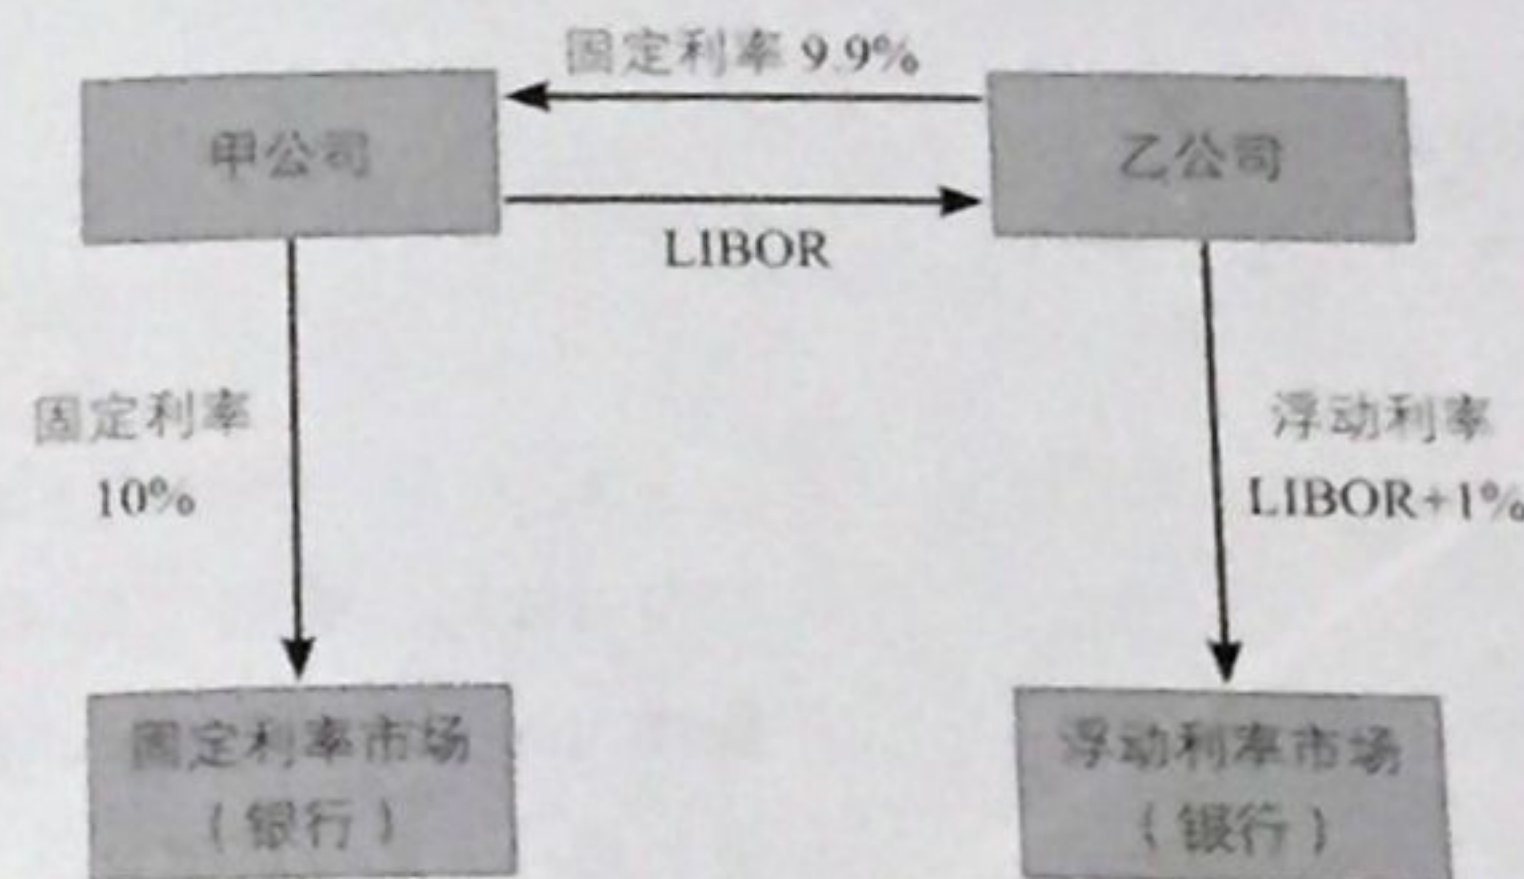 固定利率 9.9%
甲公司
乙公司
LIBOR
固定利率
10%
浮动利率
LIBOR+1%
固定利率市场
（银行）
浮动利率市场
（银行）